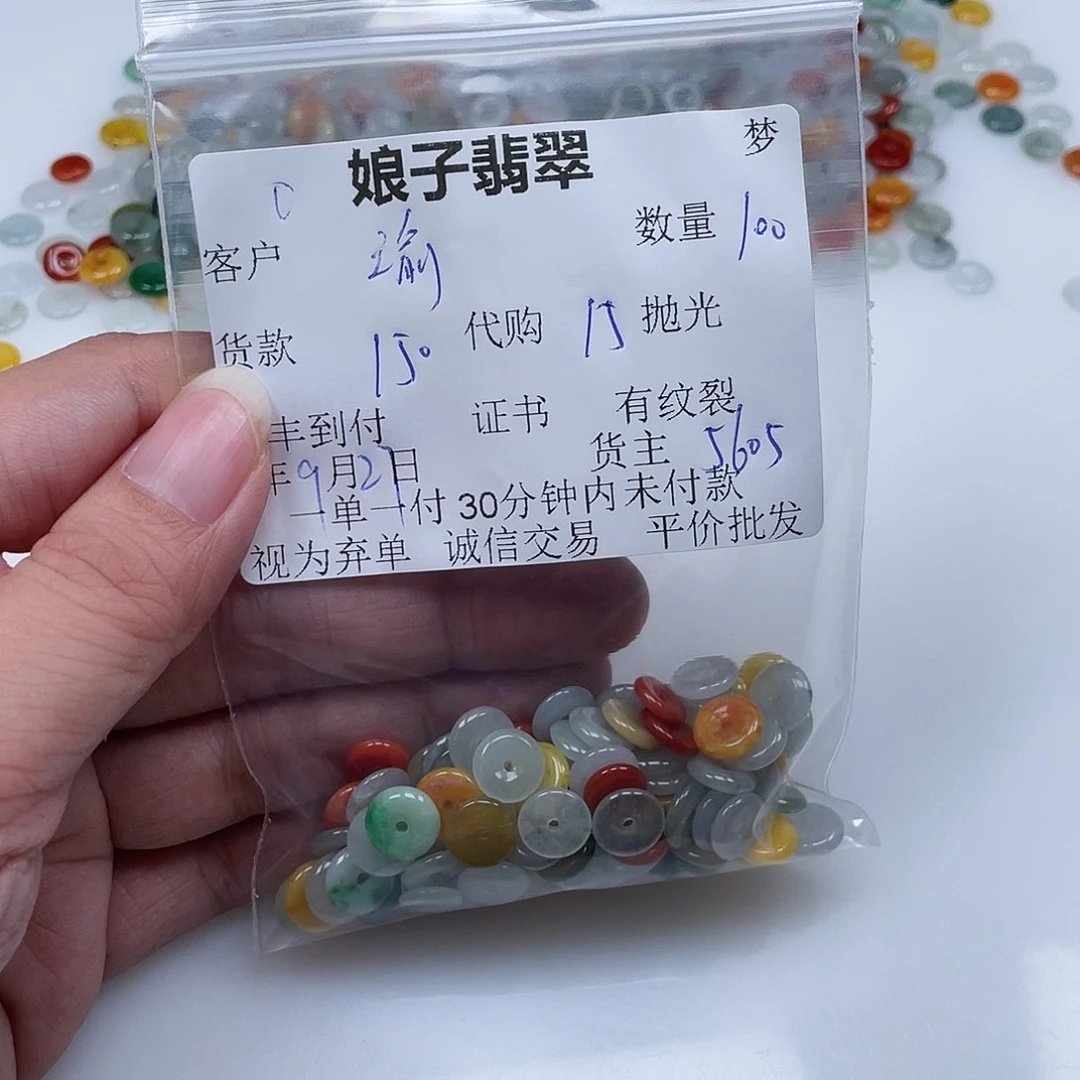 梦
娘子翡翠
C
客户 瑜 数量 100
货款 150 代购 15 抛光
丰到付 证书 有纹裂
年9月27日 货主 5605
一单一付 30分钟内未付款
视为弃单 诚信交易 平价批发